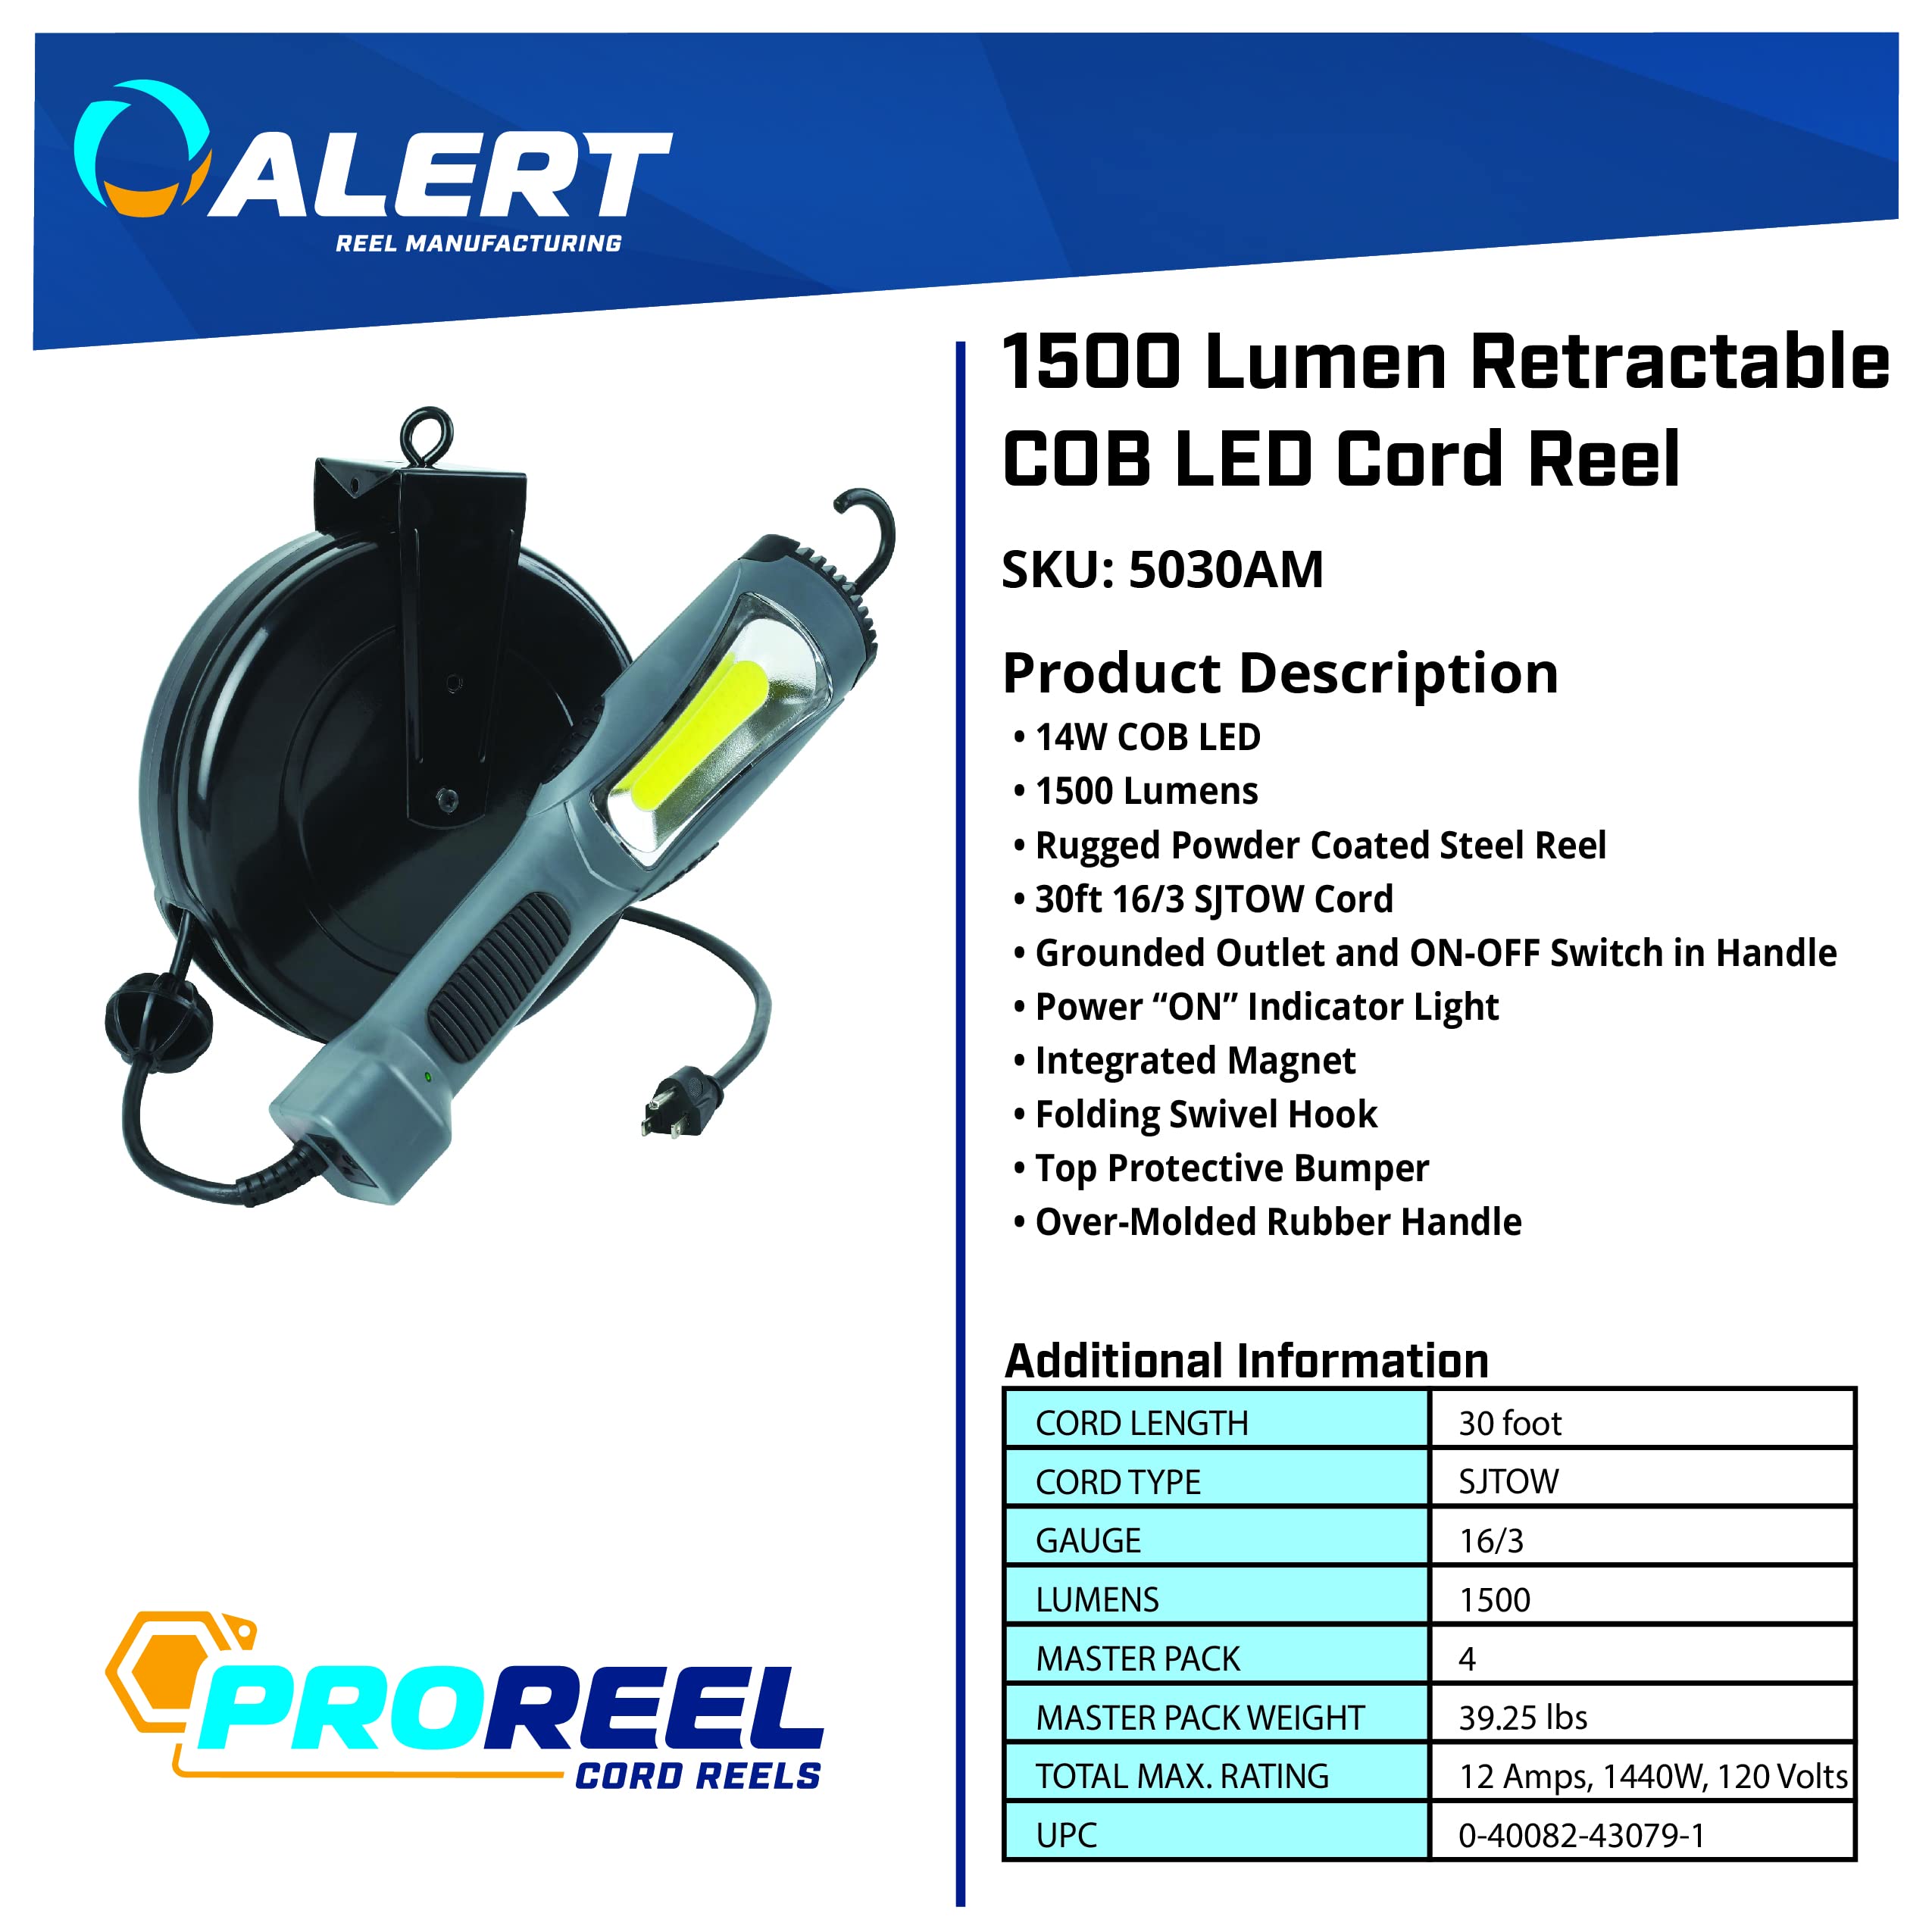 ALERT
REEL MANUFACTURING
1500 Lumen Retractable
COB LED Cord Reel
SKU: 5030AM
Product Description
• 14W COB LED
• 1500 Lumens
• Rugged Powder Coated Steel Reel
• 30ft 16/3 SJTOW Cord
• Grounded Outlet and ON-OFF Switch in Handle
• Power “ON” Indicator Light
• Integrated Magnet
• Folding Swivel Hook
• Top Protective Bumper
• Over-Molded Rubber Handle
Additional Information
CORD LENGTH 30 foot
CORD TYPE SJTOW
GAUGE 16/3
LUMENS 1500
MASTER PACK 4
MASTER PACK WEIGHT 39.25 lbs
TOTAL MAX. RATING 12 Amps, 1440W, 120 Volts
UPC 0-40082-43079-1
PROREEL
CORD REELS